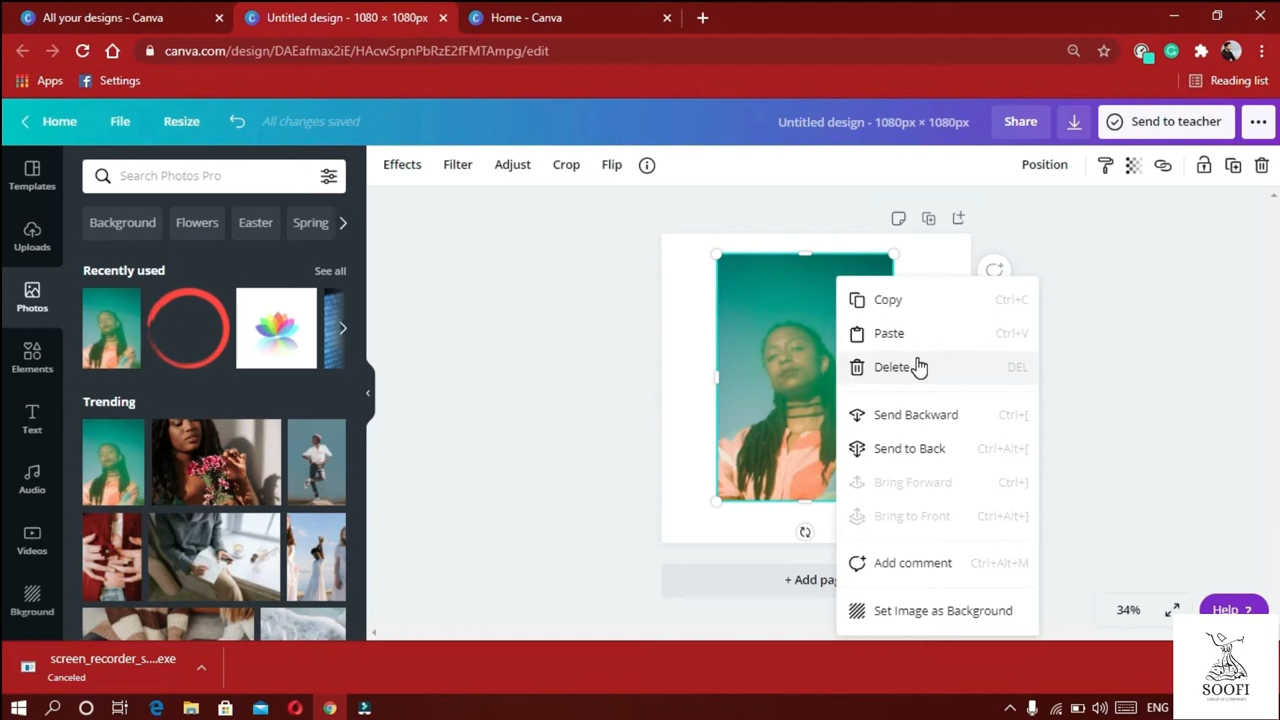 All your designs - Canva
Untitled design - 1080 × 1080px
Home - Canva
canva.com/design/DAEafmax2iE/HAcwSrpnPbRzE2fFMTAmpg/edit
Apps
Settings
Reading list
Home
File
Resize
All changes saved
Untitled design - 1080px × 1080px
Share
Send to teacher
Effects
Filter
Adjust
Crop
Flip
Position
Templates
Uploads
Photos
Elements
Text
Audio
Videos
Bkground
Search Photos Pro
Background
Flowers
Easter
Spring
Recently used
See all
Trending
Copy Ctrl+C
Paste Ctrl+V
Delete DEL
Send Backward Ctrl+[
Send to Back Ctrl+Alt+[
Bring Forward Ctrl+]
Bring to Front Ctrl+Alt+]
Add comment Ctrl+Alt+M
Set Image as Background
+ Add pag
34%
Help ?
screen_recorder_s....exe
Canceled
ENG
SOOFI
GROUP OF COMPANIES